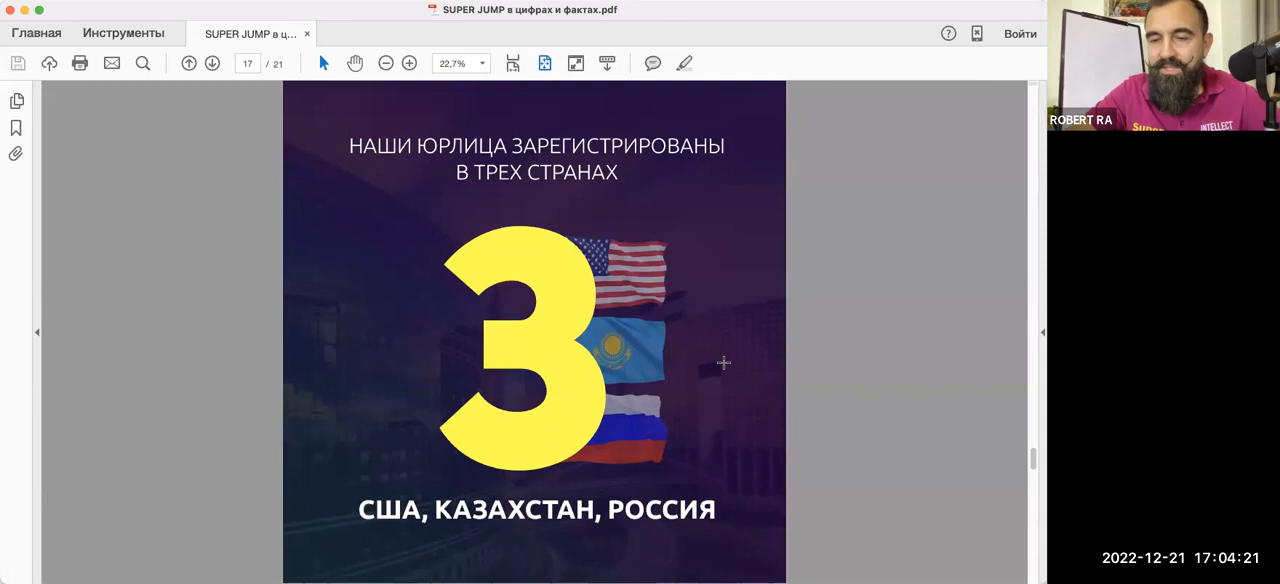 SUPER JUMP в цифрах и фактах.pdf
Главная
Инструменты
SUPER JUMP в ц... ×
Войти
17 / 21
22,7%
НАШИ ЮРЛИЦА ЗАРЕГИСТРИРОВАНЫ
В ТРЕХ СТРАНАХ
3
США, КАЗАХСТАН, РОССИЯ
INTELLECT
ROBERT RA
2022-12-21 17:04:21